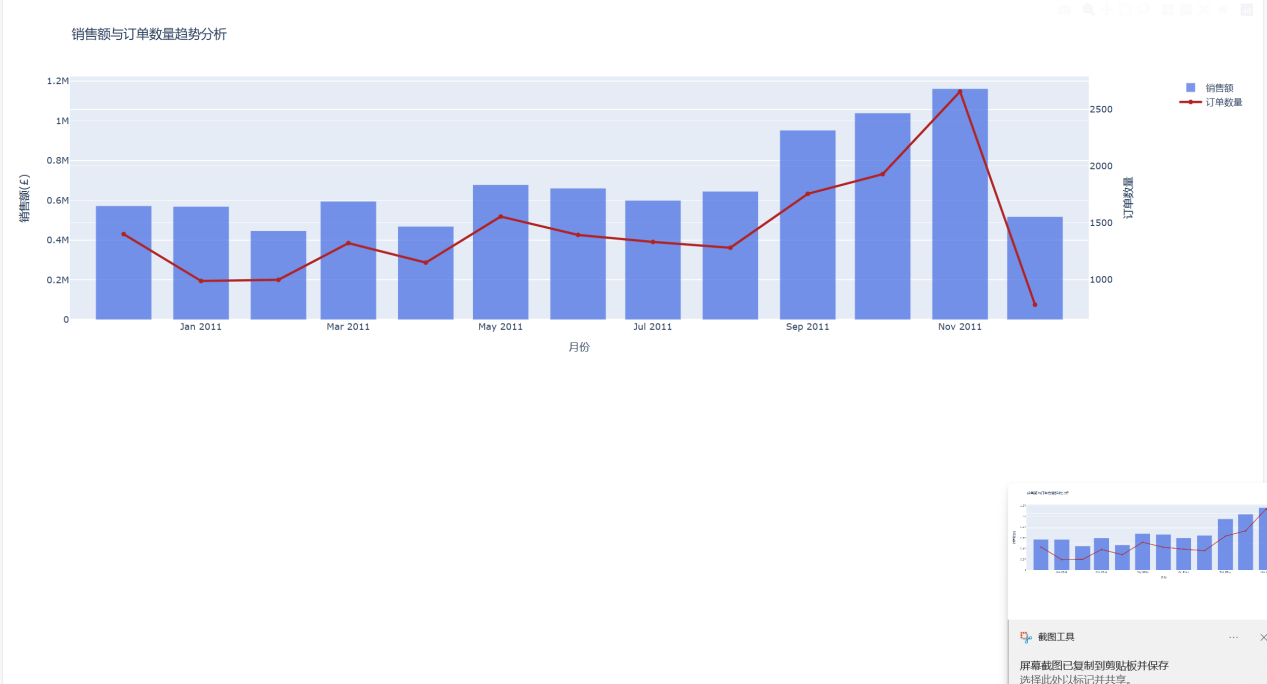 销售额与订单数量趋势分析
销售额
订单数量
1.2M
1M
0.8M
0.6M
0.4M
0.2M
0
销售额(£)
2500
2000
1500
1000
订单数量
Jan 2011
Mar 2011
May 2011
Jul 2011
Sep 2011
Nov 2011
月份
截图工具
屏幕截图已复制到剪贴板并保存
选择此处以标记并共享。